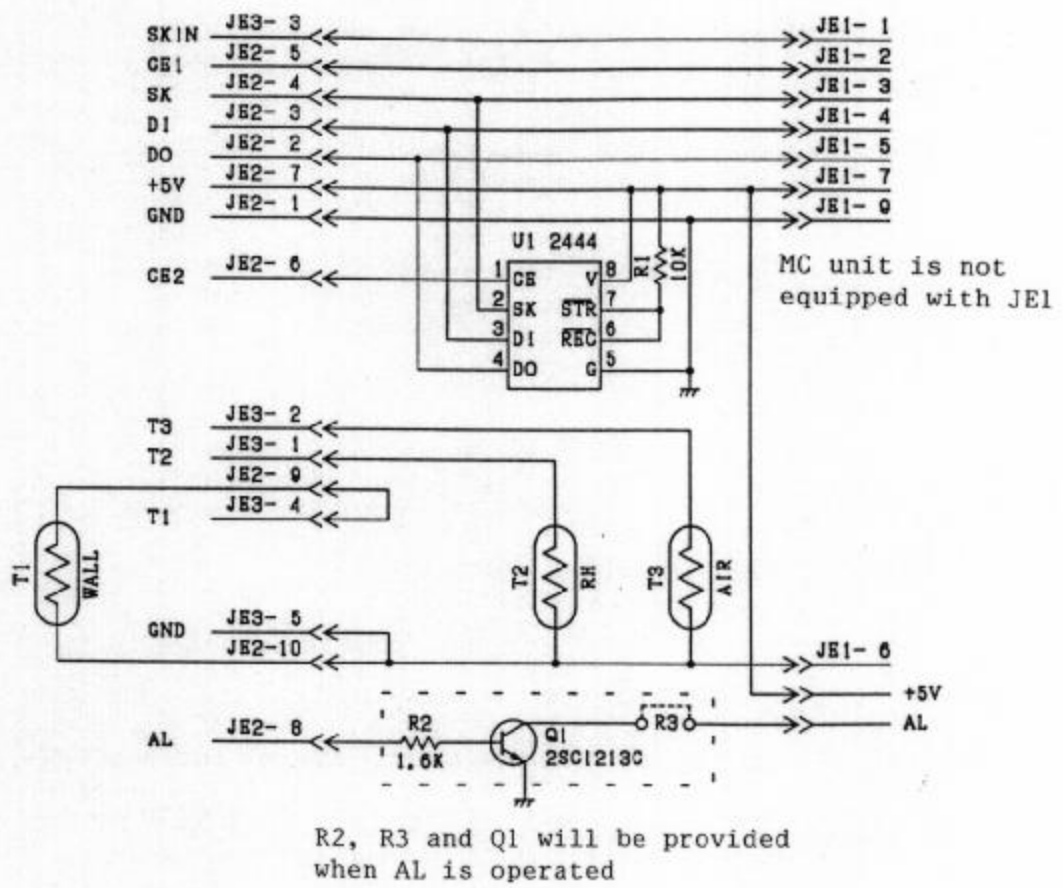 SKIN JE3- 3 JE1- 1
CE1 JE2- 5 JE1- 2
SK JE2- 4 JE1- 3
DI JE2- 3 JE1- 4
DO JE2- 2 JE1- 5
+5V JE2- 7 JE1- 7
GND JE2- 1 JE1- 9
U1 2444
CE2 JE2- 6
1 CE V 8
2 SK STR 7
3 DI REC 6
4 DO G 5
R1 10K
MC unit is not
equipped with JE1
T3 JE3- 2
T2 JE3- 1
JE2- 9
T1 JE3- 4
T1 WALL
T2 RH
T3 AIR
GND JE3- 5
JE2-10 JE1- 6
+5V
AL JE2- 8
R2
1.6K
Q1
2SC1213C
R3
AL
R2, R3 and Q1 will be provided
when AL is operated